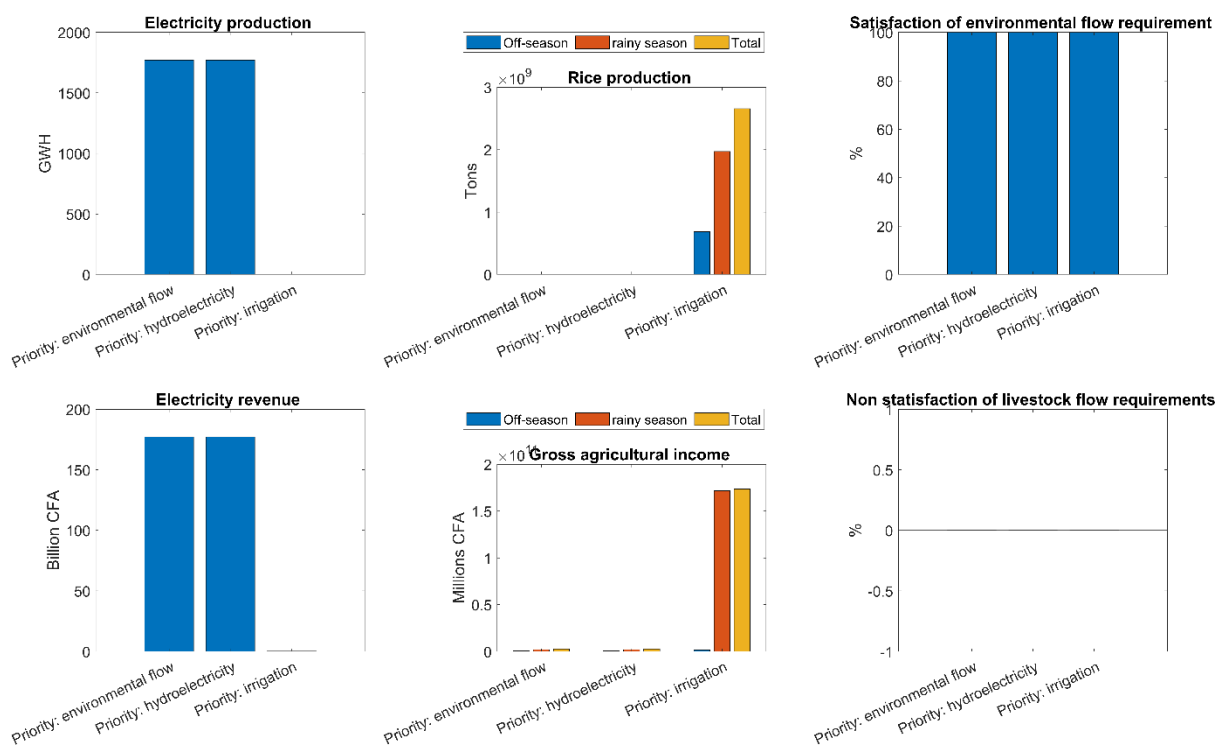 Electricity production
2000
1500
1000
500
0
GWH
Priority: environmental flow
Priority: hydroelectricity
Priority: irrigation
Off-season rainy season Total
×10^9
Rice production
3
2
1
0
Tons
Priority: environmental flow
Priority: hydroelectricity
Priority: irrigation
Satisfaction of environmental flow requirement
100
80
60
40
20
0
%
Priority: environmental flow
Priority: hydroelectricity
Priority: irrigation
Electricity revenue
200
150
100
50
0
Billion CFA
Priority: environmental flow
Priority: hydroelectricity
Priority: irrigation
Off-season rainy season Total
Gross agricultural income
2
1.5
1
0.5
0
Millions CFA
Priority: environmental flow
Priority: hydroelectricity
Priority: irrigation
Non statisfaction of livestock flow requirements
1
0.5
0
-0.5
-1
%
Priority: environmental flow
Priority: hydroelectricity
Priority: irrigation